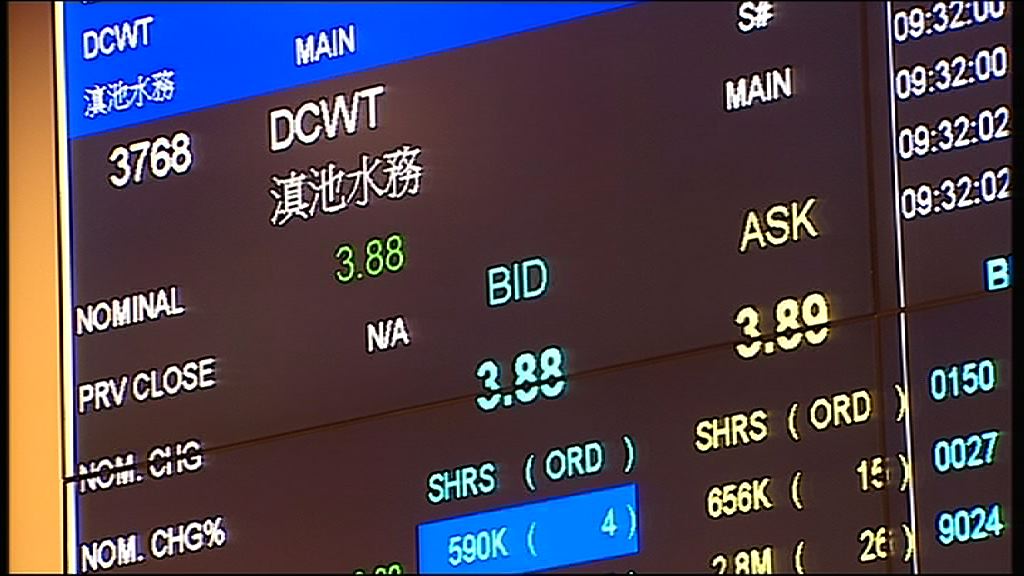 DCWT
滇池水務
MAIN
S#
3768
DCWT
滇池水務
MAIN
NOMINAL 3.88
PRV CLOSE N/A
NOM. CHG
NOM. CHG%
BID
3.88
SHRS ( ORD )
590K ( 4 )
ASK
3.89
SHRS ( ORD )
656K ( 15 )
2.8M ( 26 )
09:32:00
09:32:00
09:32:02
09:32:02
0150
0027
9024